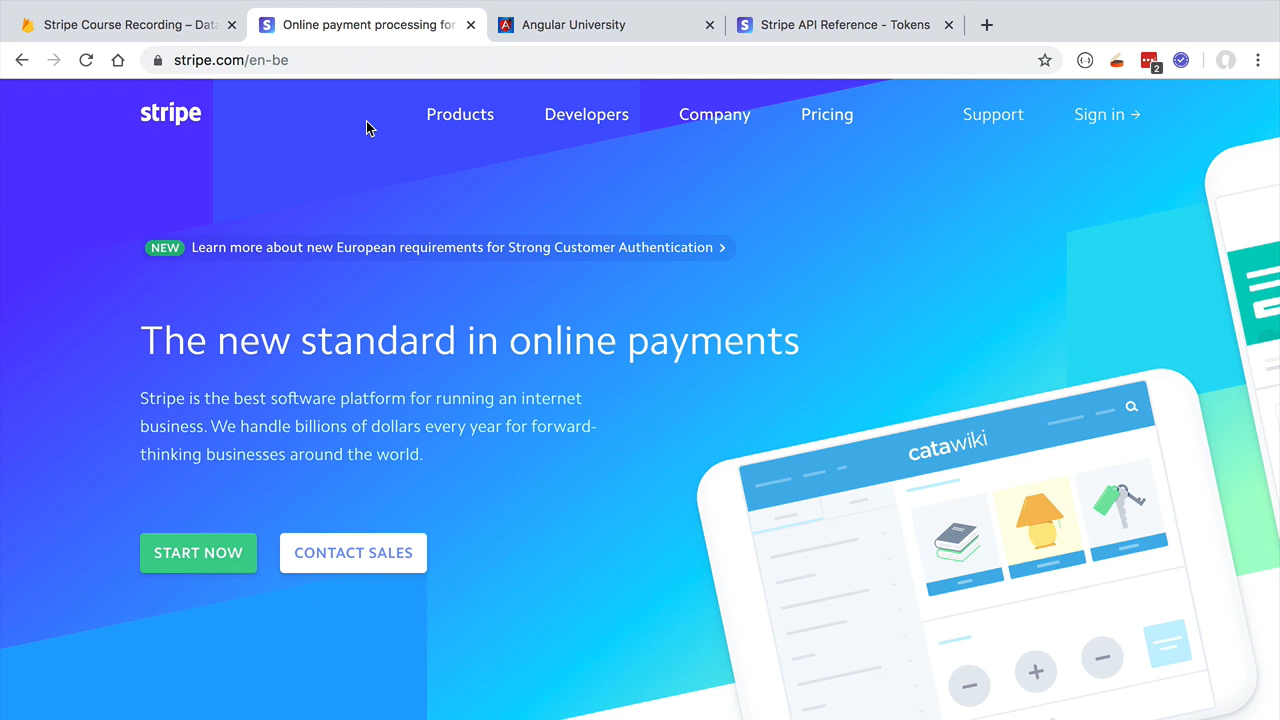 Stripe Course Recording – Data
Online payment processing for
Angular University
Stripe API Reference - Tokens
stripe.com/en-be
2
stripe
Products
Developers
Company
Pricing
Support
Sign in →
NEW Learn more about new European requirements for Strong Customer Authentication
The new standard in online payments
Stripe is the best software platform for running an internet
business. We handle billions of dollars every year for forward-
thinking businesses around the world.
START NOW
CONTACT SALES
catawiki